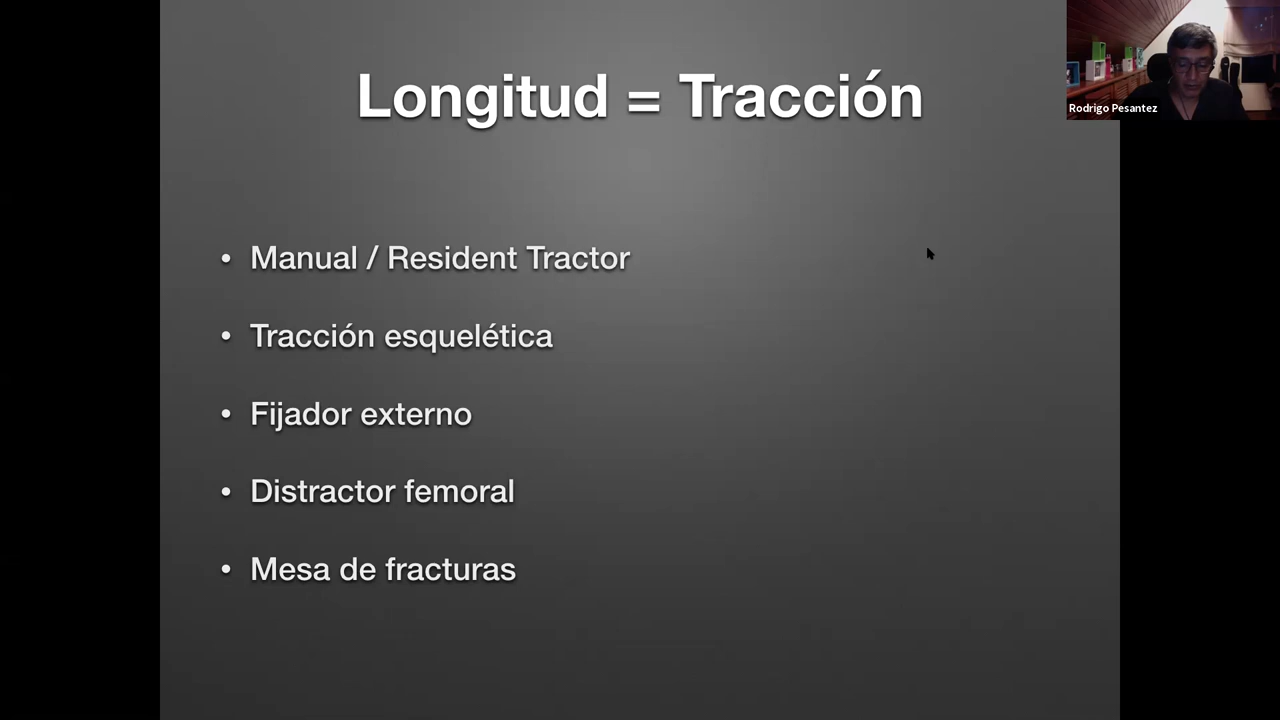 Longitud = Tracción
Rodrigo Pesantez
• Manual / Resident Tractor
• Tracción esquelética
• Fijador externo
• Distractor femoral
• Mesa de fracturas